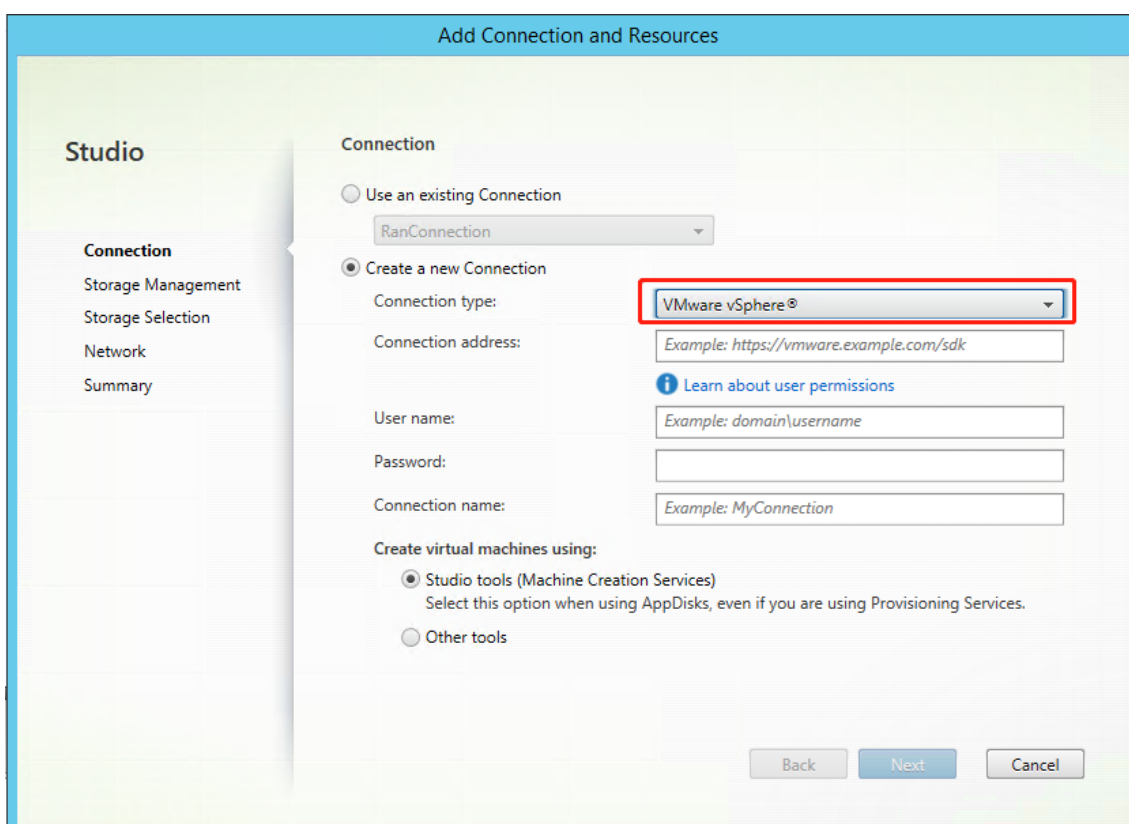 Add Connection and Resources
Studio
Connection
Storage Management
Storage Selection
Network
Summary
Connection
Use an existing Connection
RanConnection
Create a new Connection
Connection type:
VMware vSphere®
Connection address:
Example: https://vmware.example.com/sdk
Learn about user permissions
User name:
Example: domain\username
Password:
Connection name:
Example: MyConnection
Create virtual machines using:
Studio tools (Machine Creation Services)
Select this option when using AppDisks, even if you are using Provisioning Services.
Other tools
Back
Next
Cancel